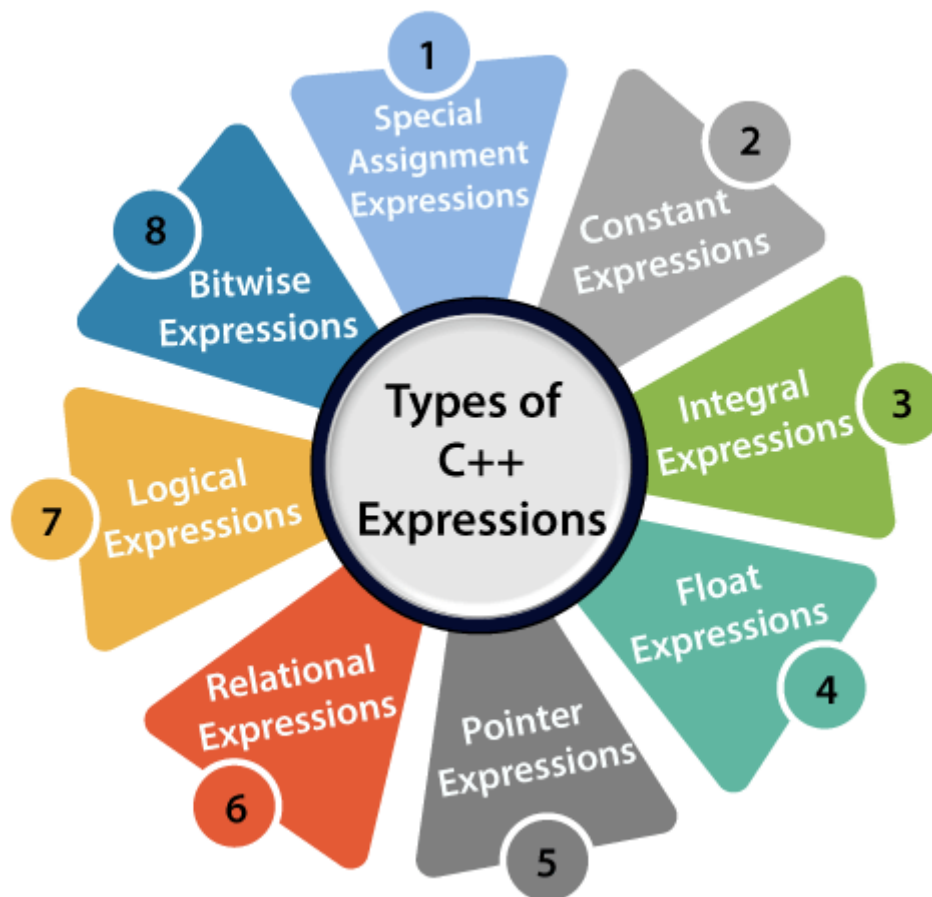 Types of
C++
Expressions
1
Special
Assignment
Expressions
2
Constant
Expressions
3
Integral
Expressions
4
Float
Expressions
5
Pointer
Expressions
6
Relational
Expressions
7
Logical
Expressions
8
Bitwise
Expressions